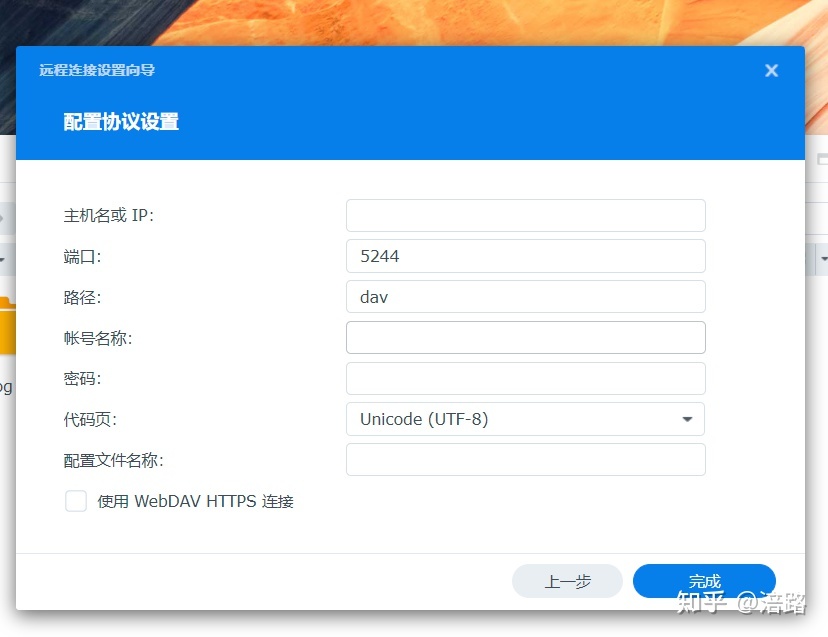 远程连接设置向导
配置协议设置
主机名或 IP:
端口: 5244
路径: dav
帐号名称:
密码:
代码页: Unicode (UTF-8)
配置文件名称:
使用 WebDAV HTTPS 连接
上一步 完成
知乎 @涪路
og